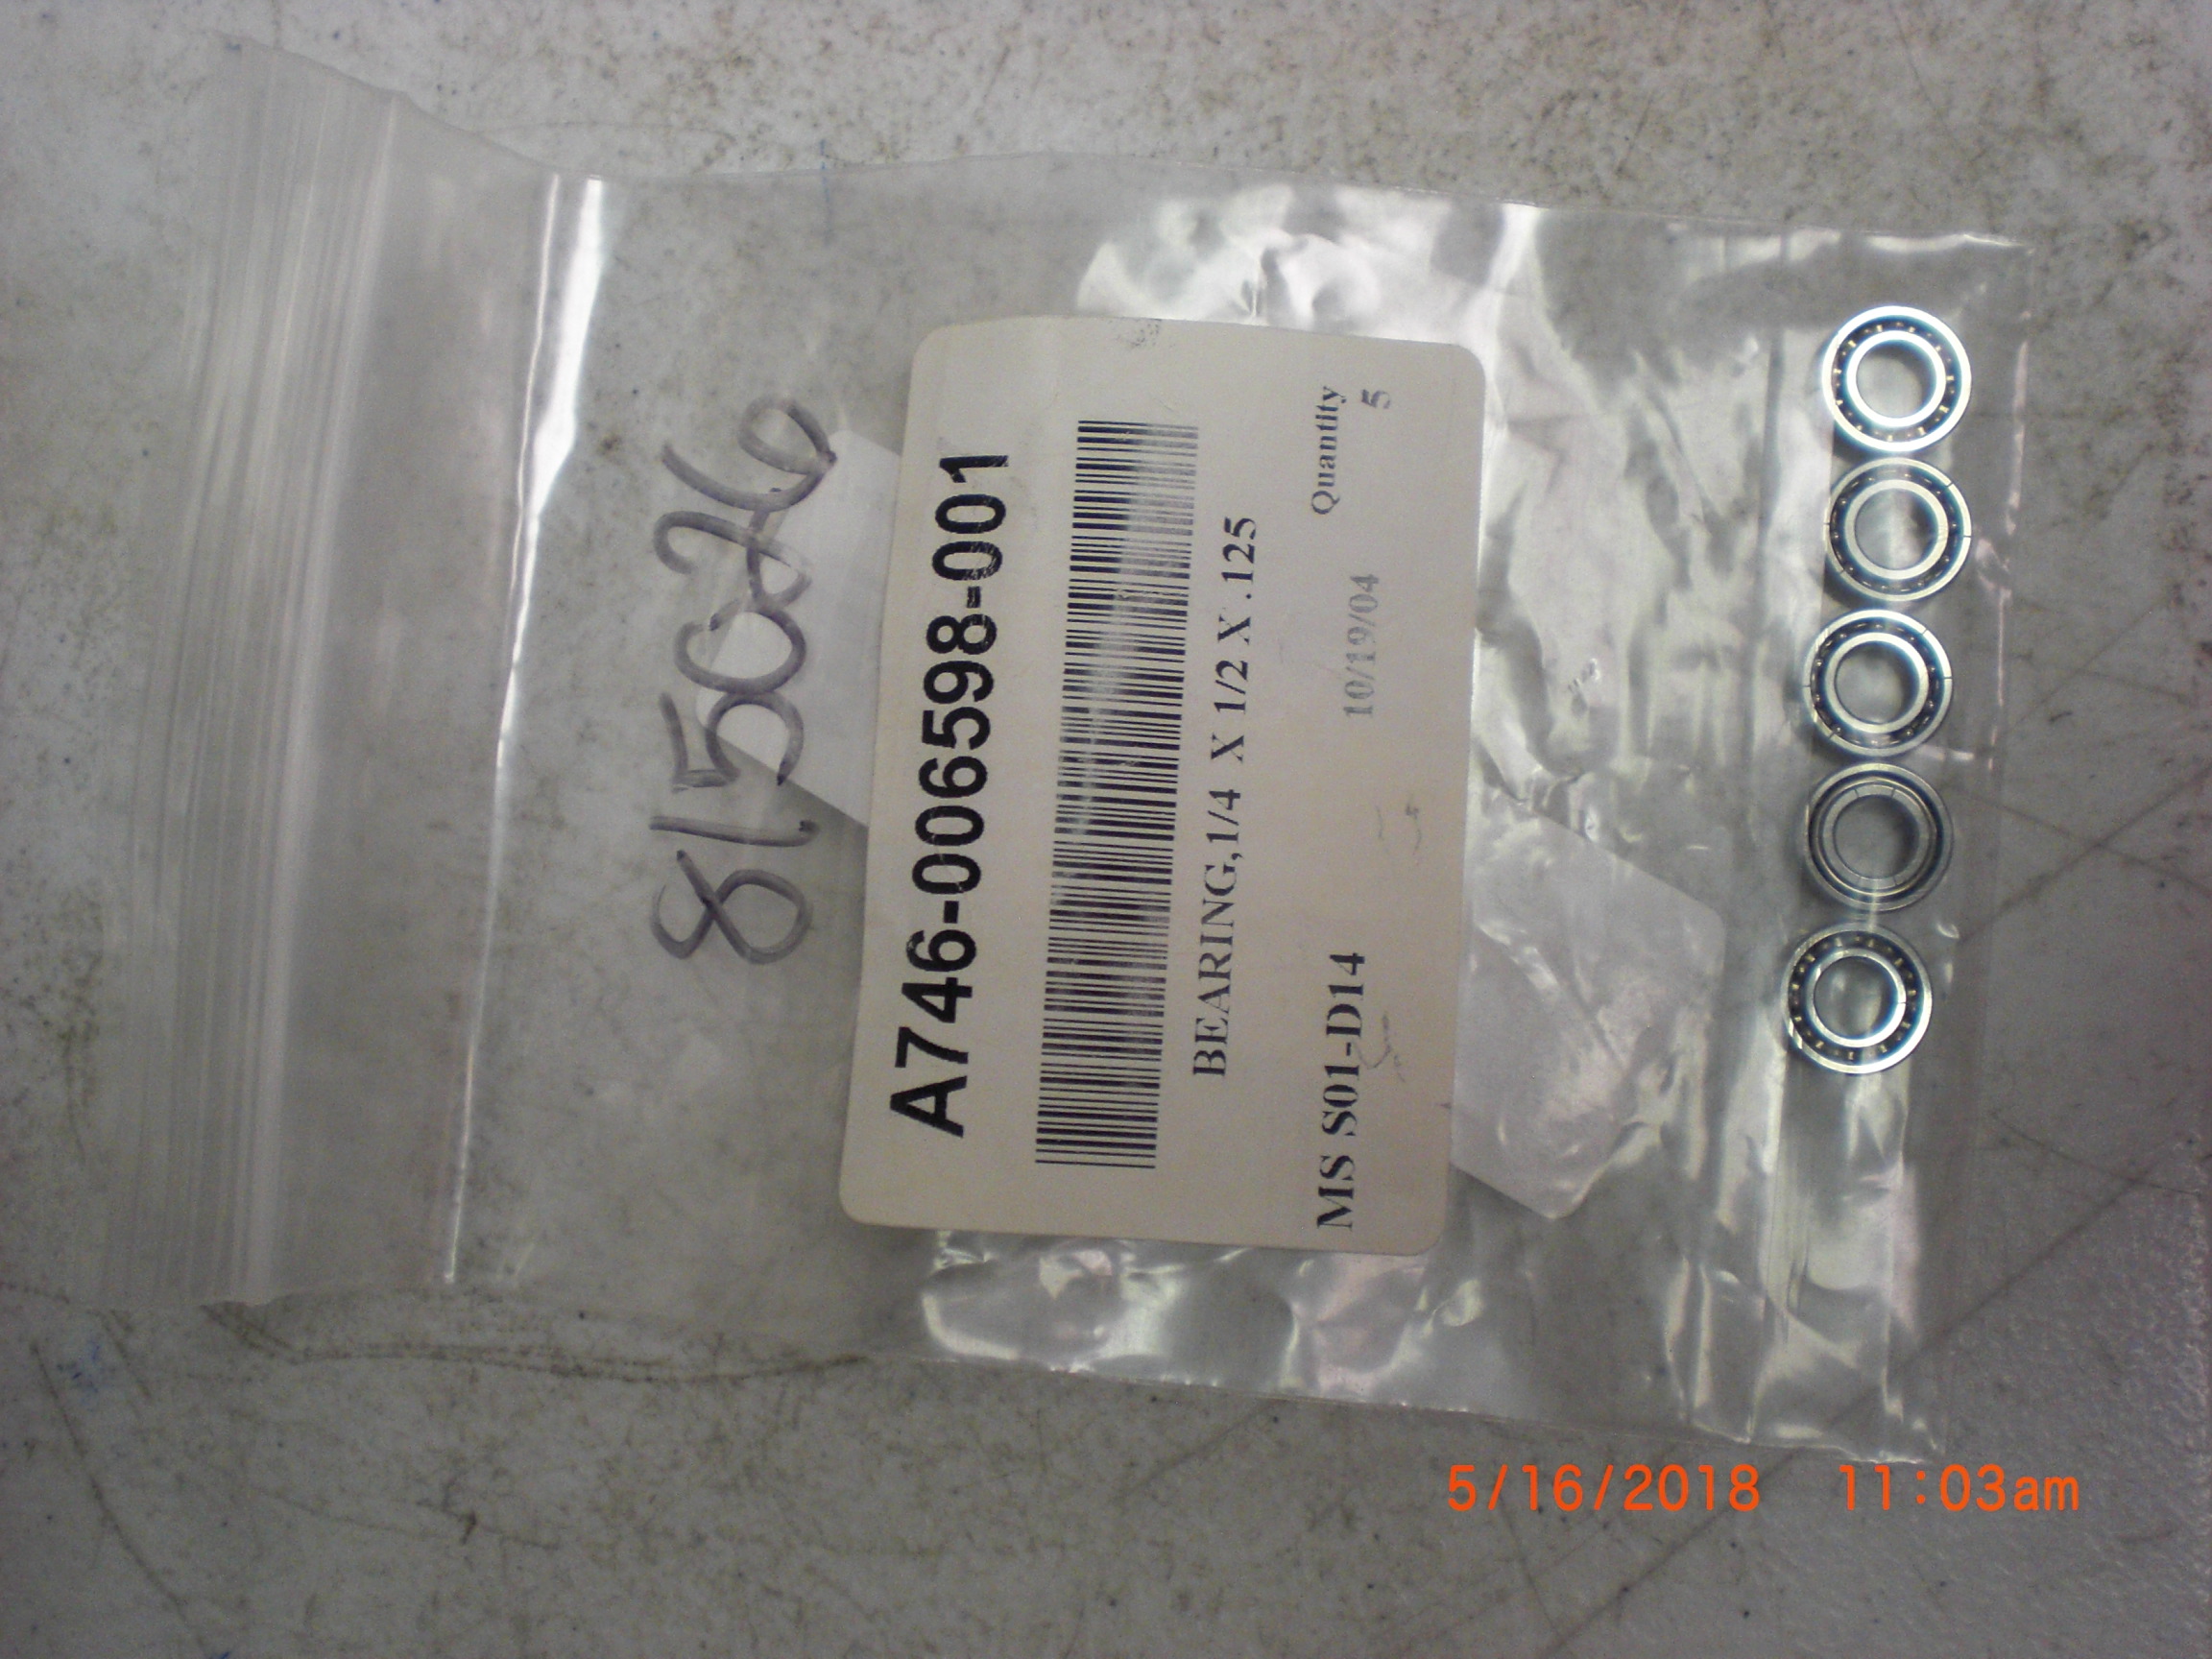 815026
A746-006598-001
BEARING,1/4 X 1/2 X .125
Quantity
MS S01-D14 10/19/04 5
5/16/2018 11:03am